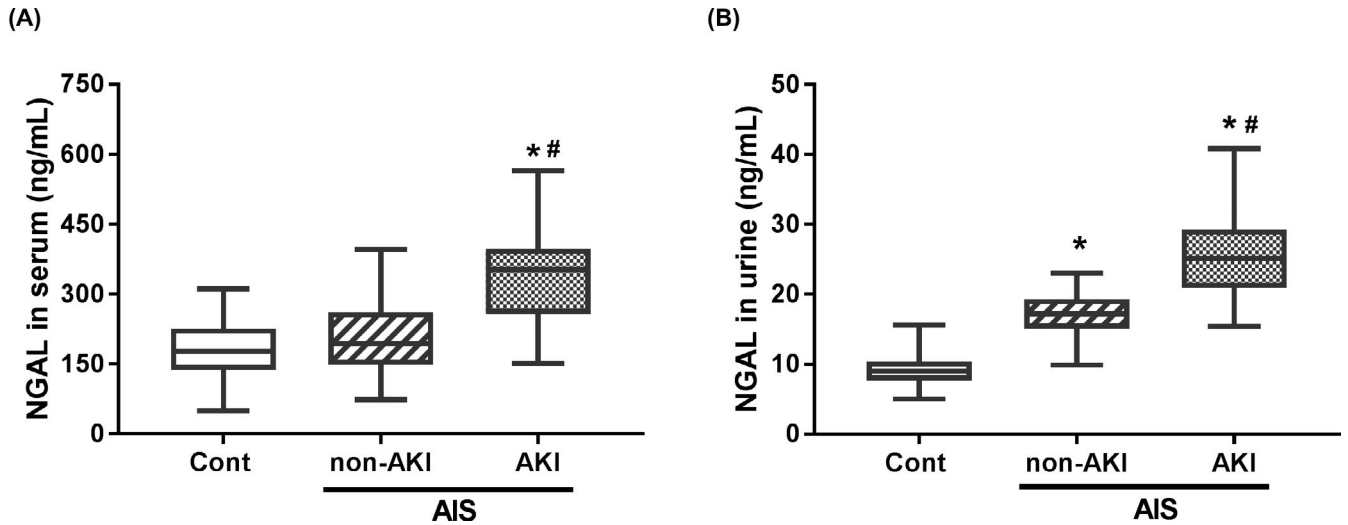 (A)
NGAL in serum (ng/mL)
750
600
450
300
150
0
* #
Cont
non-AKI
AKI
AIS
(B)
NGAL in urine (ng/mL)
50
40
30
20
10
0
*
* #
Cont
non-AKI
AKI
AIS